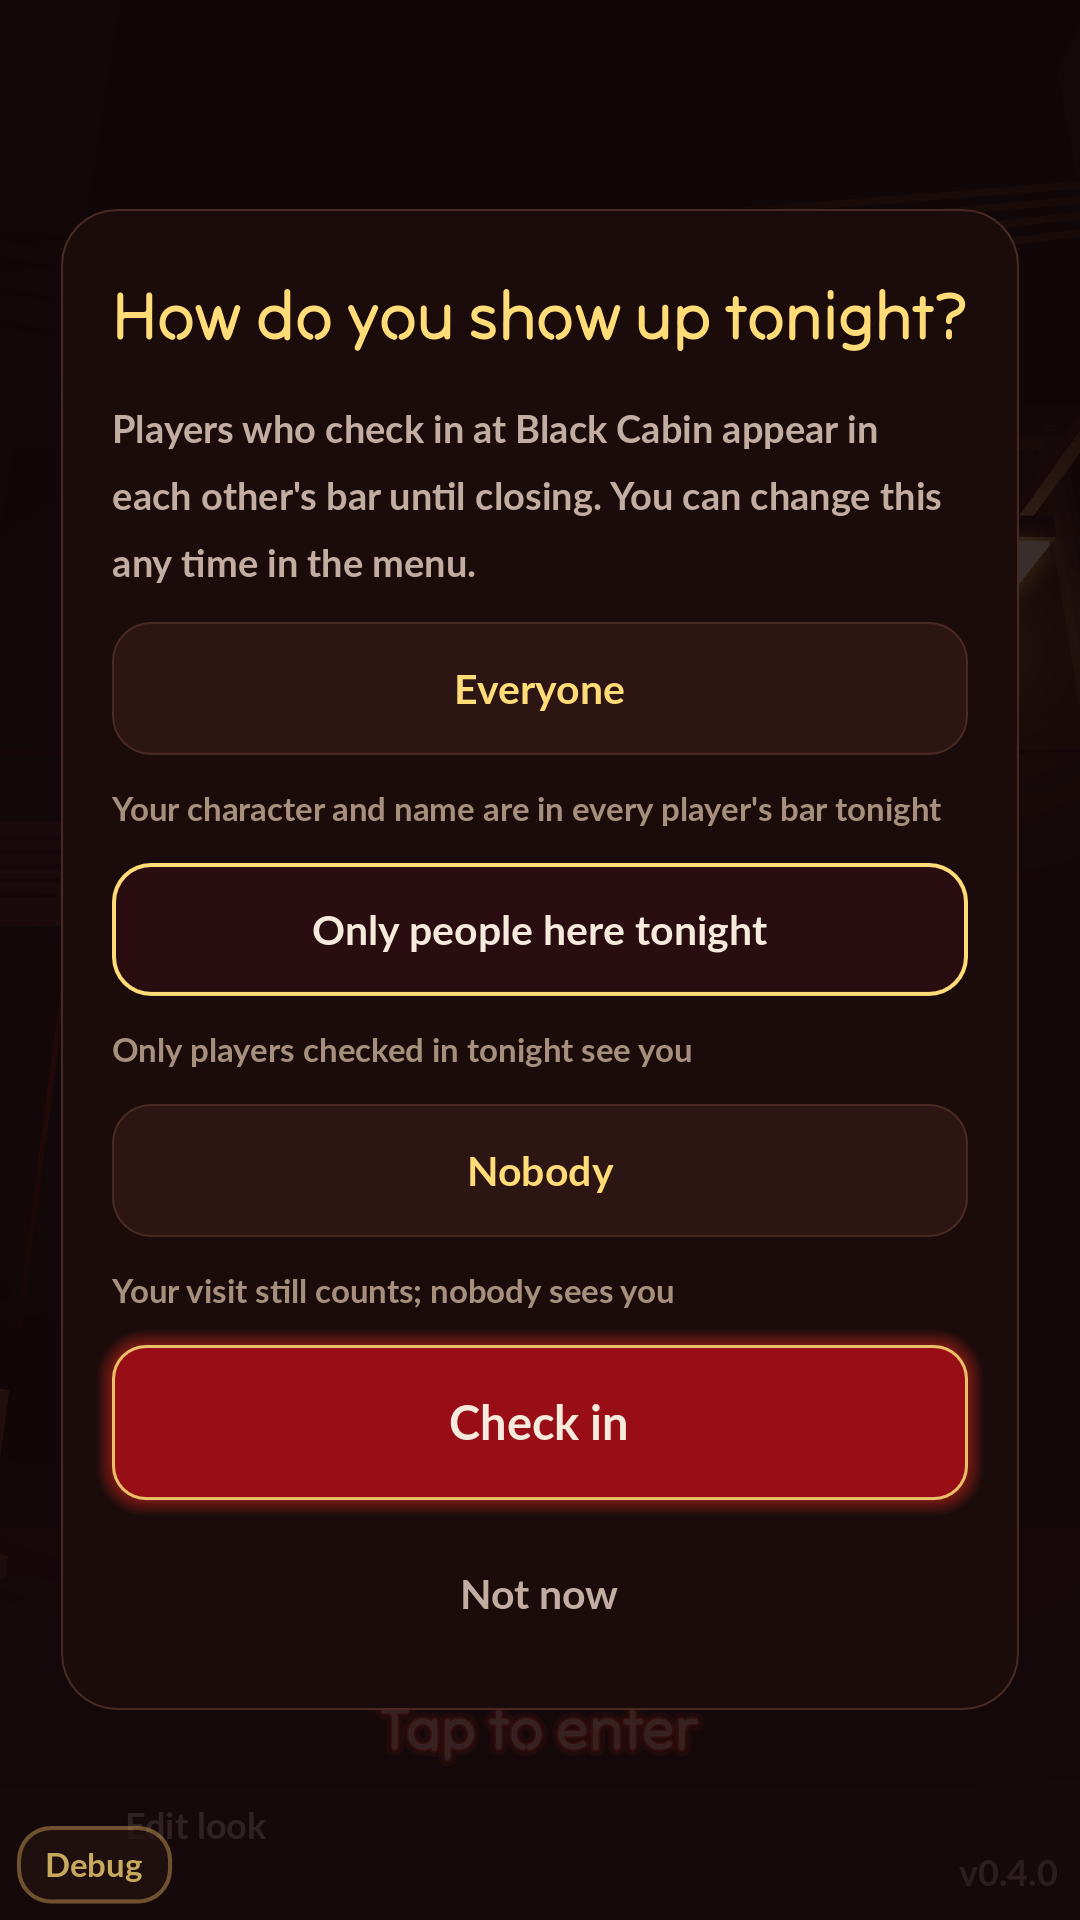 How do you show up tonight?
Players who check in at Black Cabin appear in
each other's bar until closing. You can change this
any time in the menu.
Everyone
Your character and name are in every player's bar tonight
Only people here tonight
Only players checked in tonight see you
Nobody
Your visit still counts; nobody sees you
Check in
Not now
Tap to enter
Edit look
Debug
v0.4.0